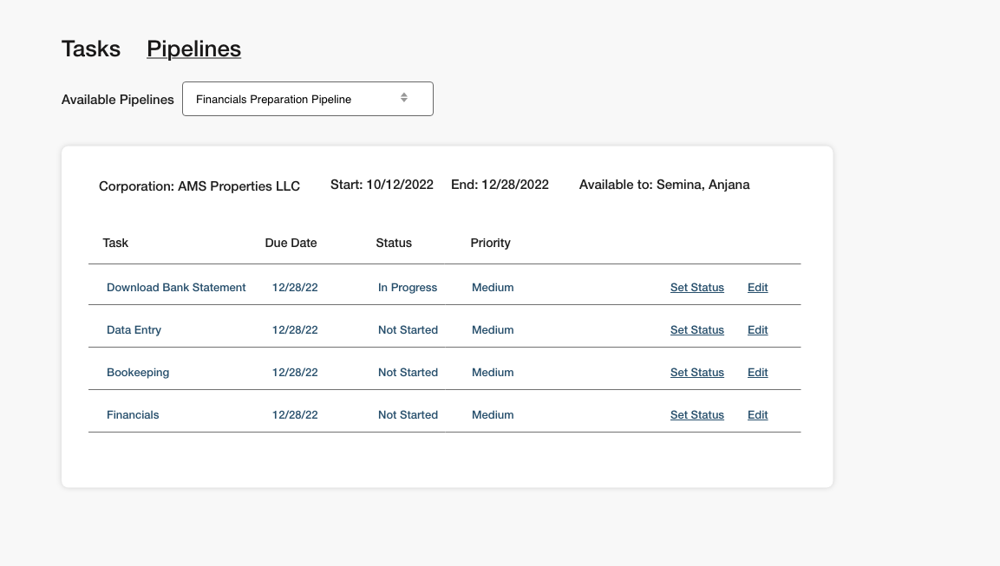 Tasks Pipelines
Available Pipelines Financials Preparation Pipeline
Corporation: AMS Properties LLC Start: 10/12/2022 End: 12/28/2022 Available to: Semina, Anjana
Task Due Date Status Priority
Download Bank Statement 12/28/22 In Progress Medium Set Status Edit
Data Entry 12/28/22 Not Started Medium Set Status Edit
Bookeeping 12/28/22 Not Started Medium Set Status Edit
Financials 12/28/22 Not Started Medium Set Status Edit